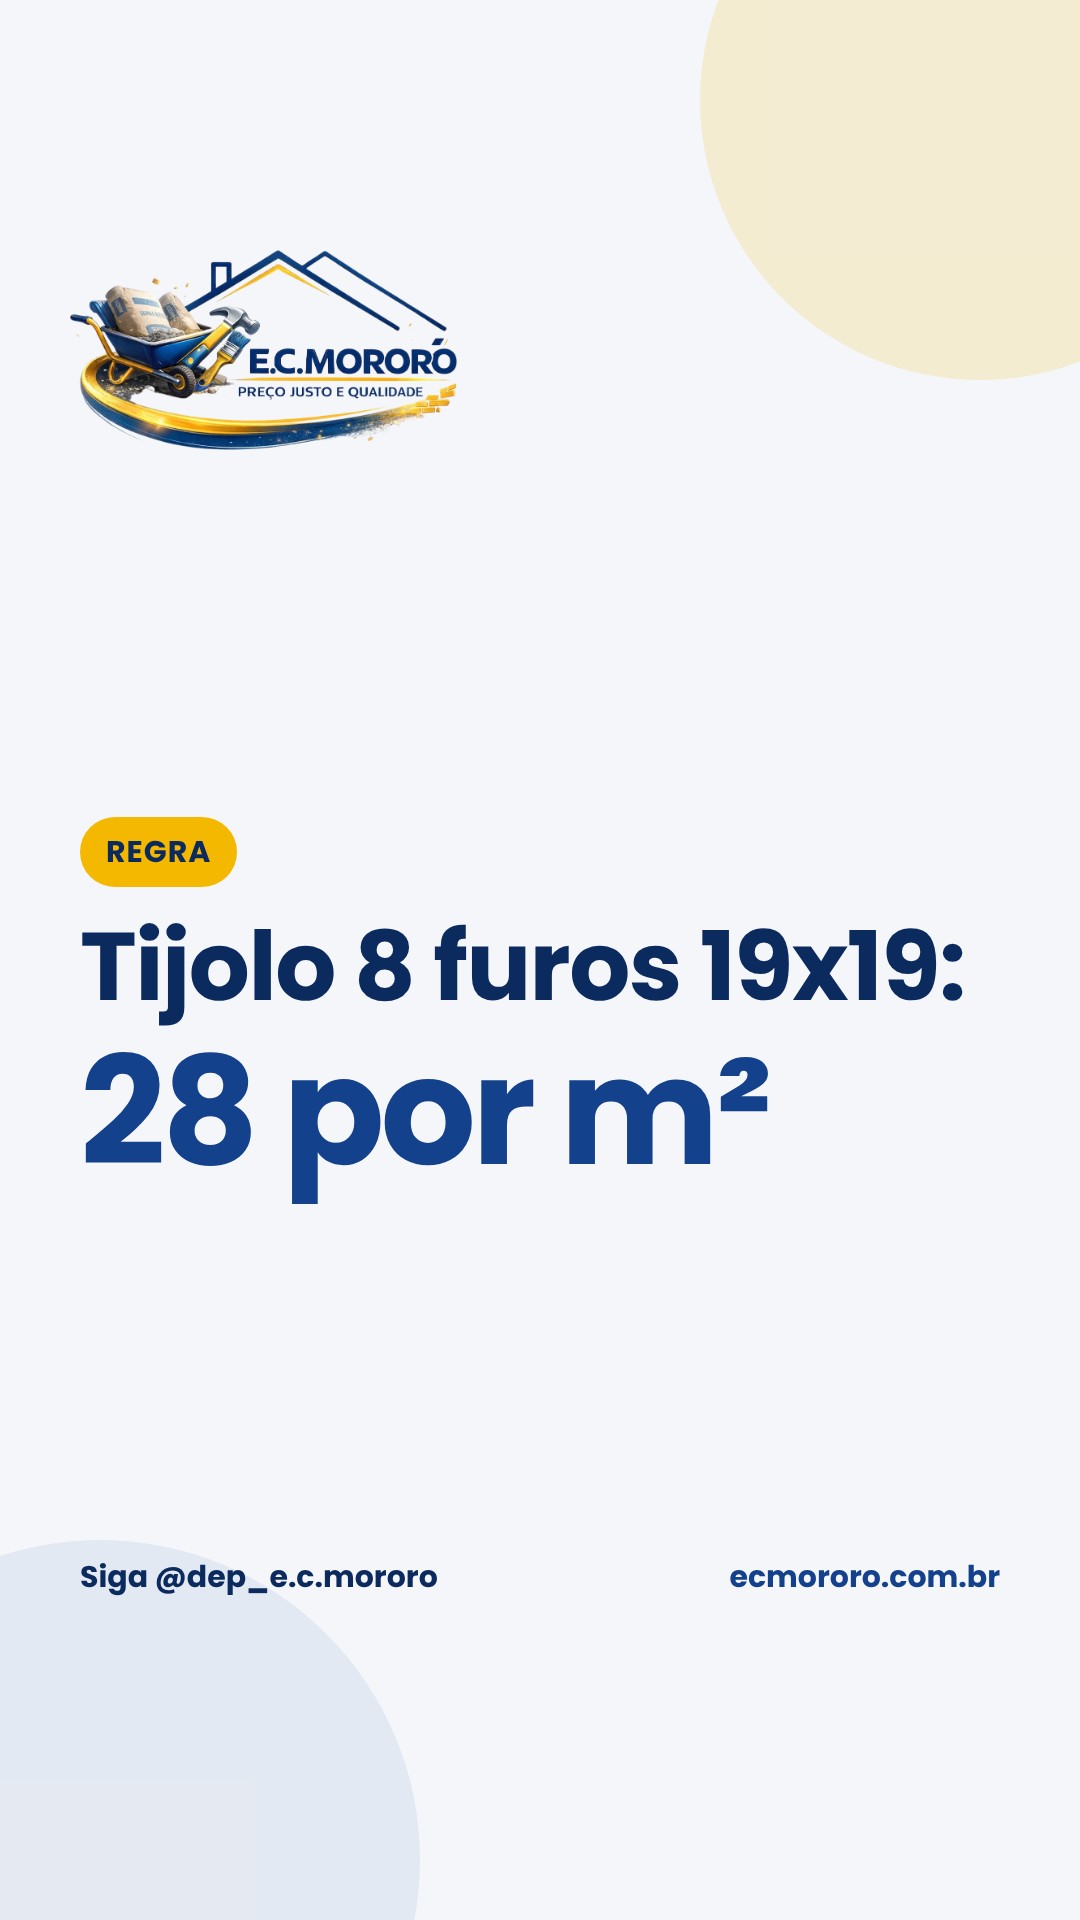 E.C.MORORÓ
PREÇO JUSTO E QUALIDADE
REGRA
Tijolo 8 furos 19x19:
28 por m²
Siga @dep_e.c.mororo
ecmororo.com.br